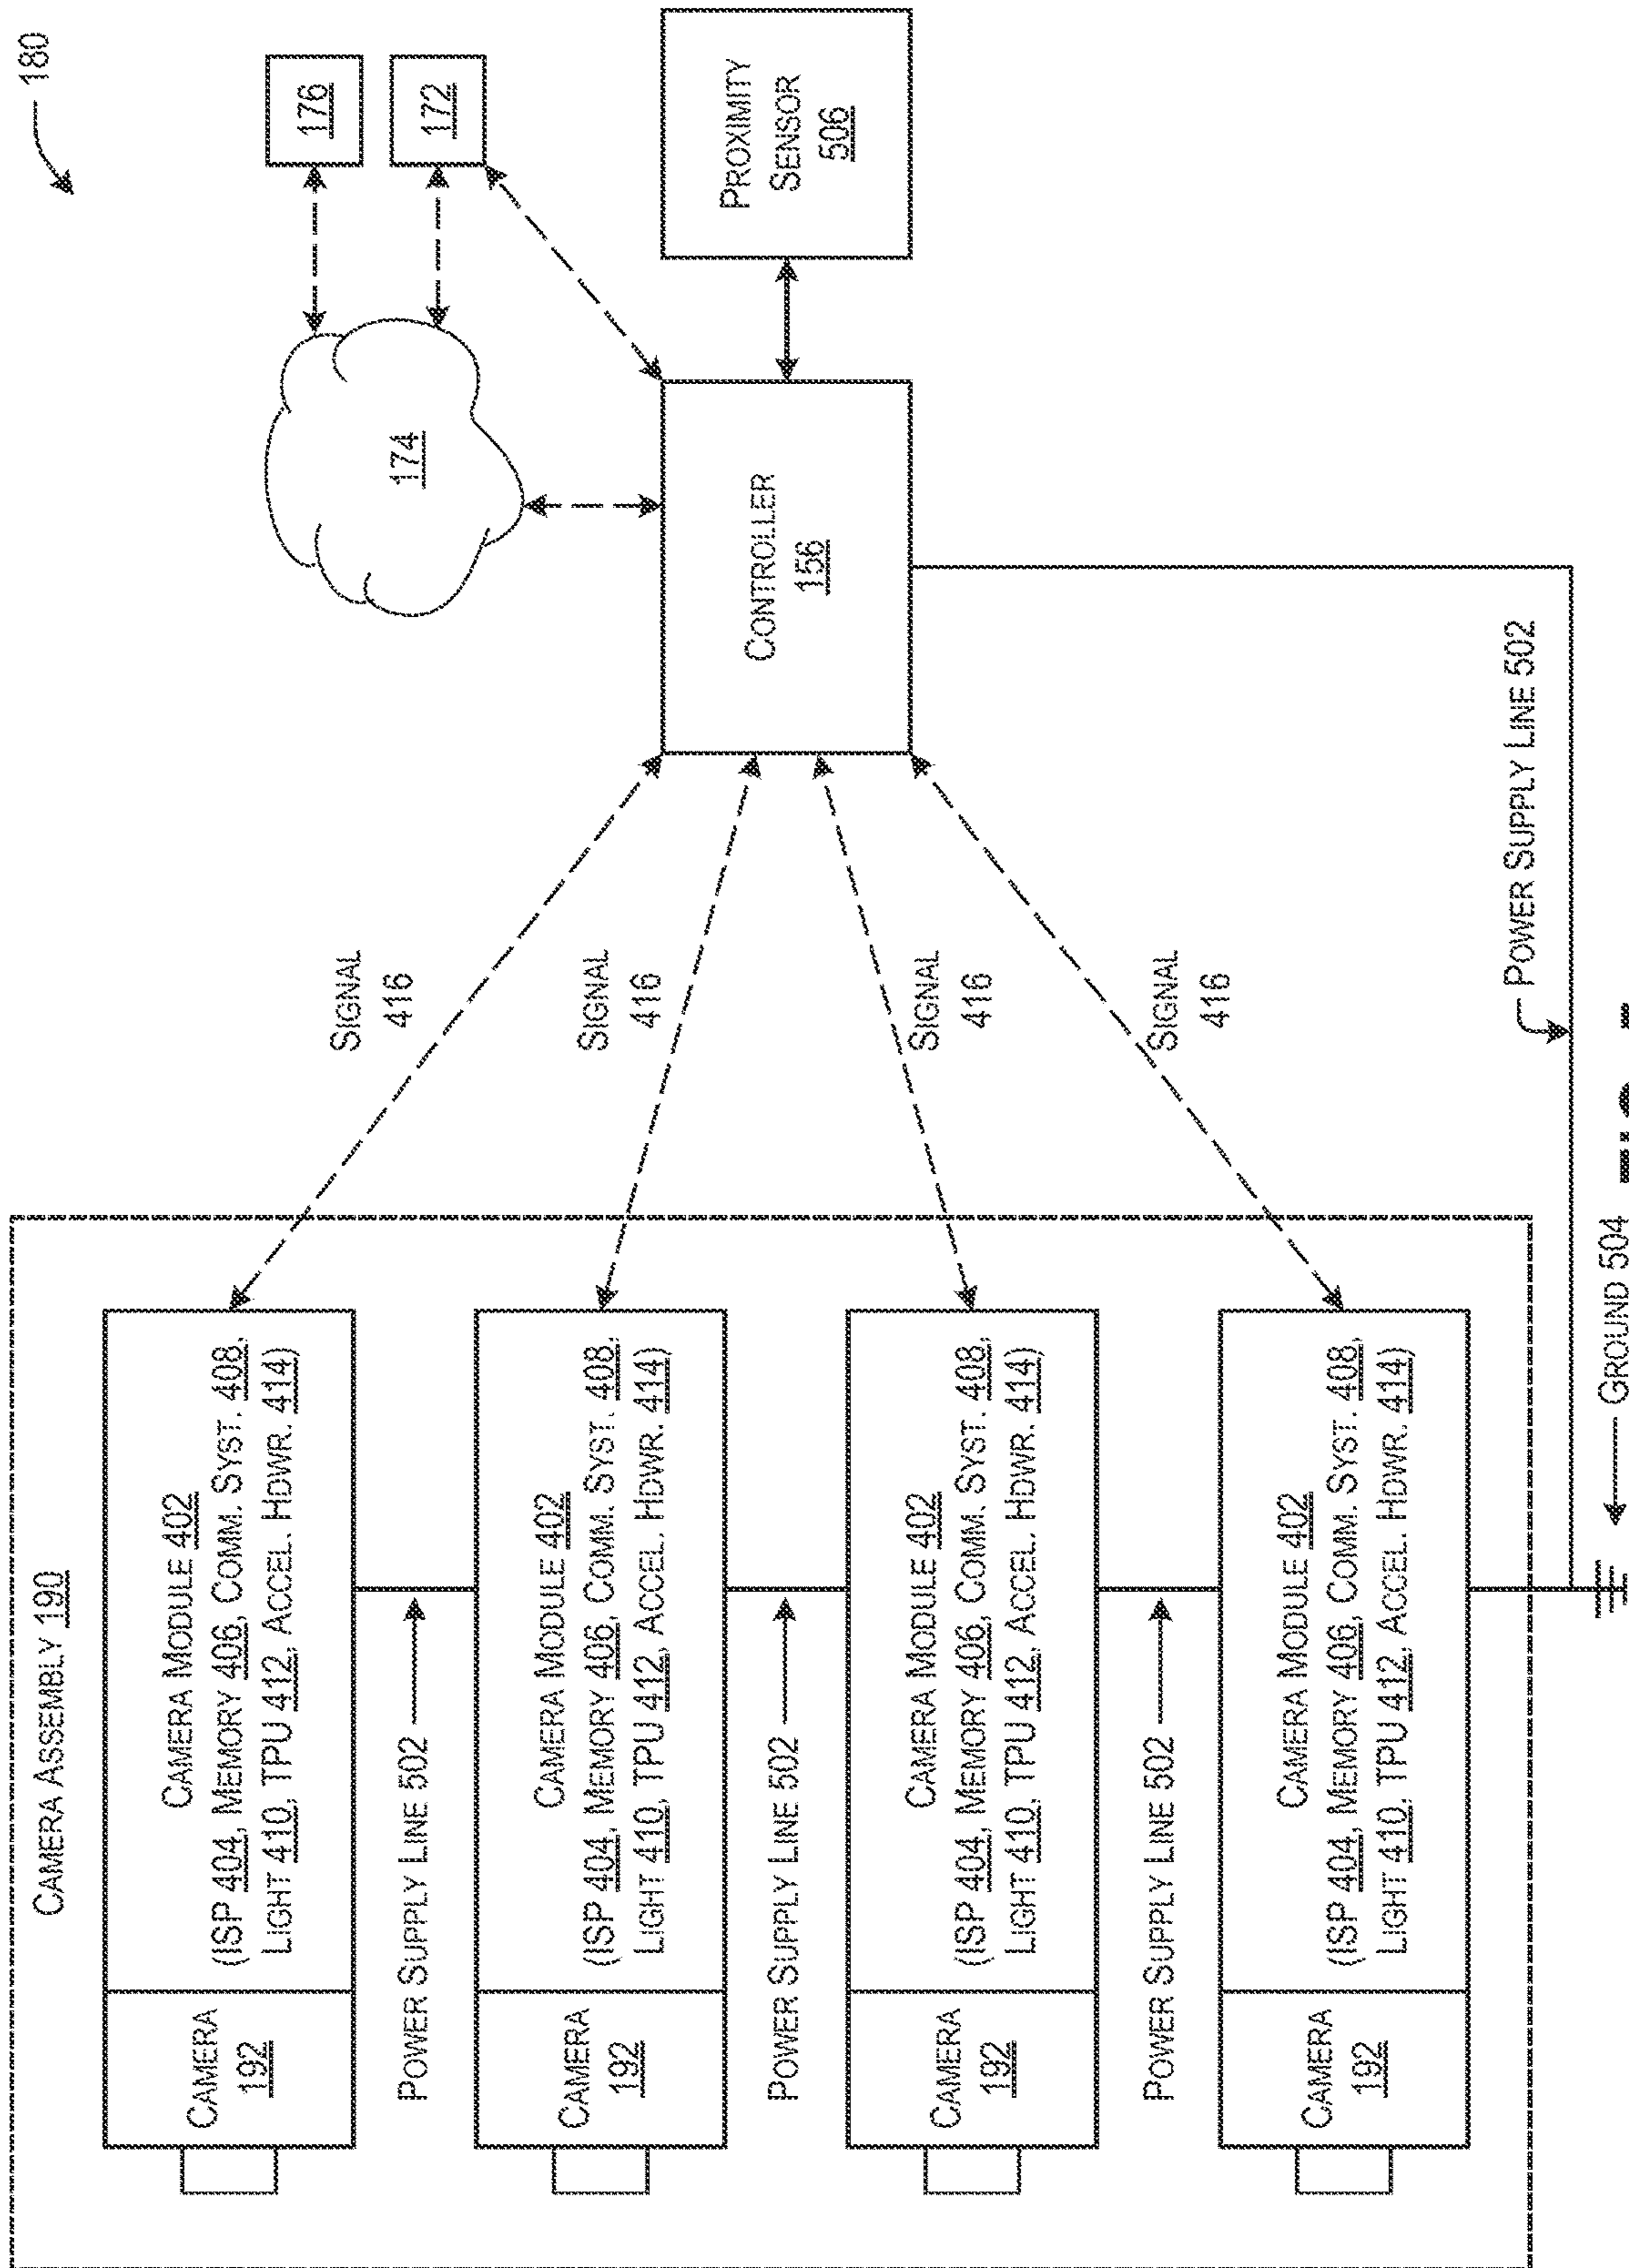 180
176
172
174
PROXIMITY
SENSOR
506
CONTROLLER
156
SIGNAL
416
SIGNAL
416
SIGNAL
416
SIGNAL
416
CAMERA ASSEMBLY 190
CAMERA MODULE 402
(ISP 404, MEMORY 406, COMM. SYST. 408,
LIGHT 410, TPU 412, ACCEL. HDWR. 414)
CAMERA
192
POWER SUPPLY LINE 502
CAMERA MODULE 402
(ISP 404, MEMORY 406, COMM. SYST. 408,
LIGHT 410, TPU 412, ACCEL. HDWR. 414)
CAMERA
192
POWER SUPPLY LINE 502
CAMERA MODULE 402
(ISP 404, MEMORY 406, COMM. SYST. 408,
LIGHT 410, TPU 412, ACCEL. HDWR. 414)
CAMERA
192
POWER SUPPLY LINE 502
CAMERA MODULE 402
(ISP 404, MEMORY 406, COMM. SYST. 408,
LIGHT 410, TPU 412, ACCEL. HDWR. 414)
CAMERA
192
POWER SUPPLY LINE 502
GROUND 504